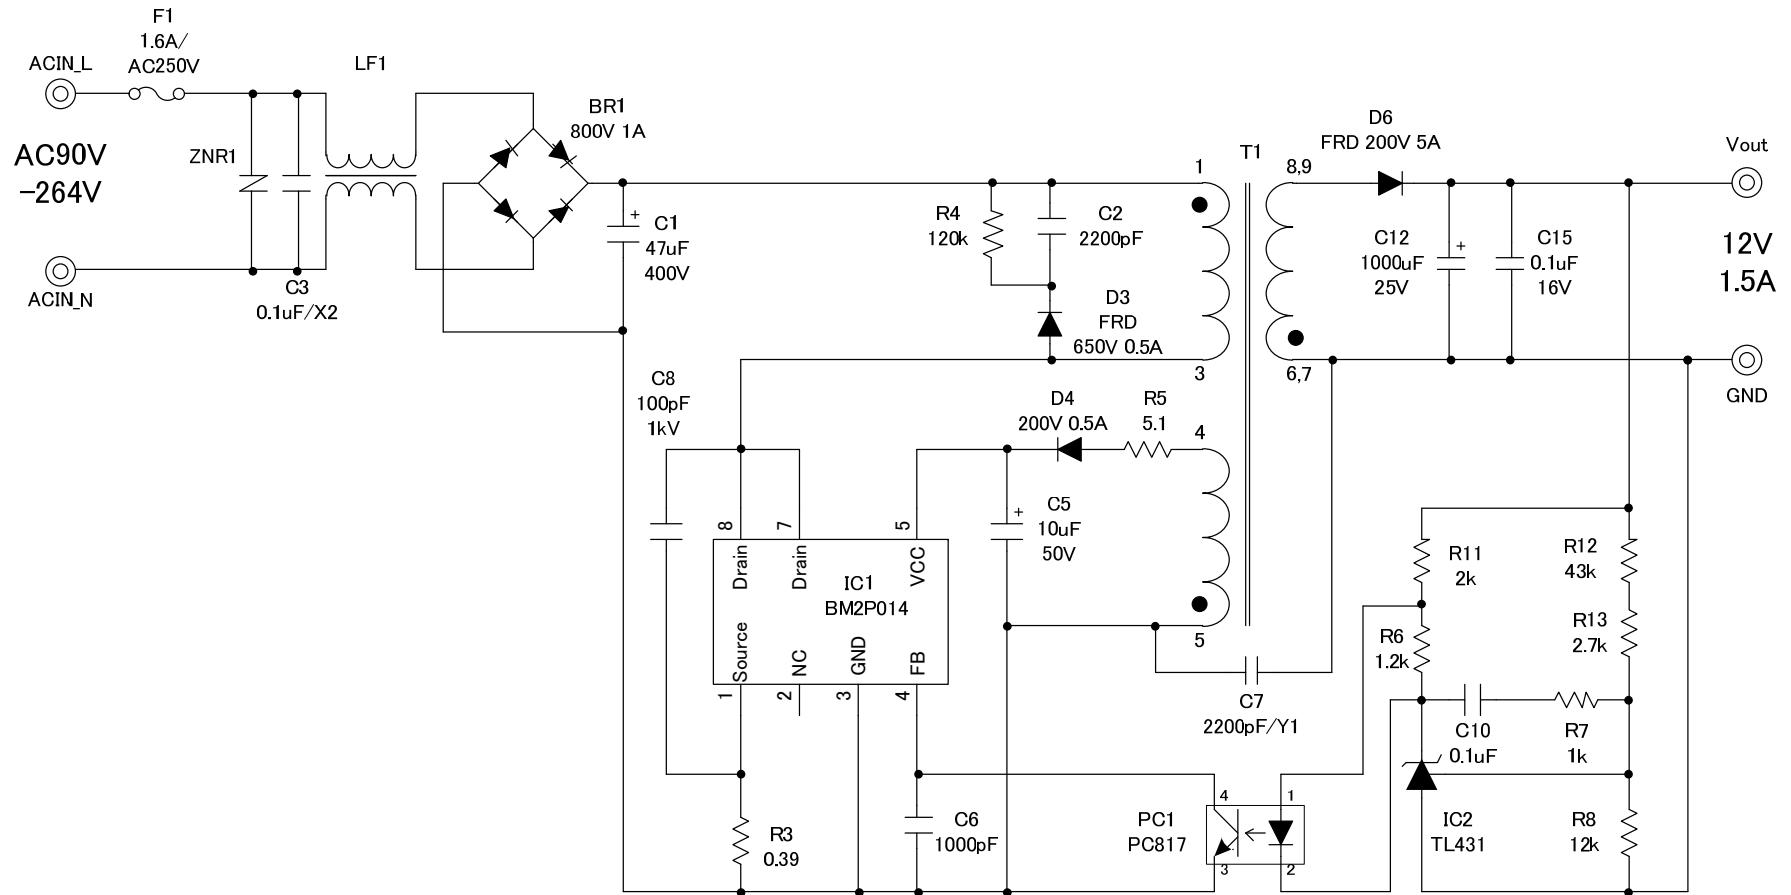 F1
1.6A/
AC250V
ACIN_L
LF1
BR1
800V 1A
AC90V
-264V
ZNR1
ACIN_N
C3
0.1uF/X2
+
C1
47uF
400V
R4
120k
C2
2200pF
D3
FRD
650V 0.5A
T1
1
3
8,9
6,7
D6
FRD 200V 5A
Vout
C12
1000uF
25V
+
C15
0.1uF
16V
12V
1.5A
GND
C8
100pF
1kV
D4
200V 0.5A
R5
5.1
4
5
+
C5
10uF
50V
8
7
5
Drain
Drain
VCC
IC1
BM2P014
Source
NC
GND
FB
1
2
3
4
C7
2200pF/Y1
R11
2k
R12
43k
R6
1.2k
R13
2.7k
C10
0.1uF
R7
1k
R3
0.39
C6
1000pF
PC1
PC817
4
1
3
2
IC2
TL431
R8
12k